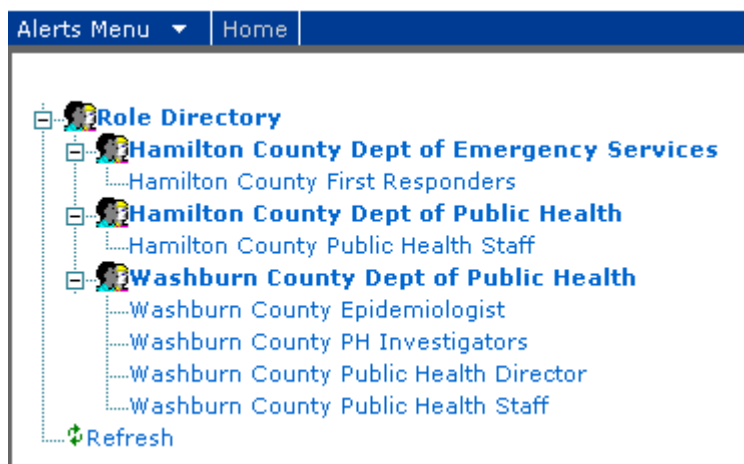 Alerts Menu Home
Role Directory
Hamilton County Dept of Emergency Services
Hamilton County First Responders
Hamilton County Dept of Public Health
Hamilton County Public Health Staff
Washburn County Dept of Public Health
Washburn County Epidemiologist
Washburn County PH Investigators
Washburn County Public Health Director
Washburn County Public Health Staff
Refresh